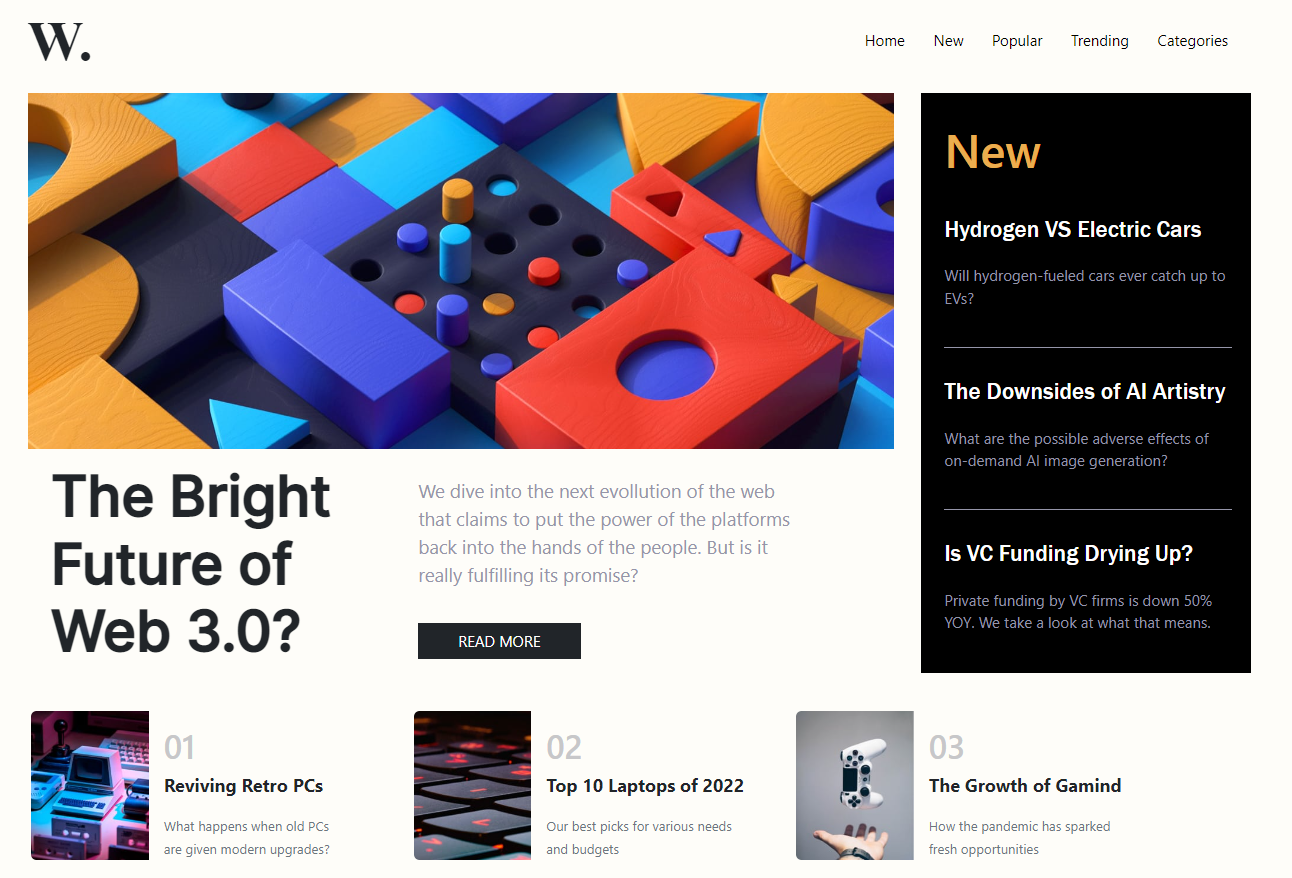 W.
Home New Popular Trending Categories
New
Hydrogen VS Electric Cars
Will hydrogen-fueled cars ever catch up to
EVs?
The Downsides of AI Artistry
What are the possible adverse effects of
on-demand AI image generation?
Is VC Funding Drying Up?
Private funding by VC firms is down 50%
YOY. We take a look at what that means.
The Bright
Future of
Web 3.0?
We dive into the next evollution of the web
that claims to put the power of the platforms
back into the hands of the people. But is it
really fulfilling its promise?
READ MORE
01
Reviving Retro PCs
What happens when old PCs
are given modern upgrades?
02
Top 10 Laptops of 2022
Our best picks for various needs
and budgets
03
The Growth of Gamind
How the pandemic has sparked
fresh opportunities